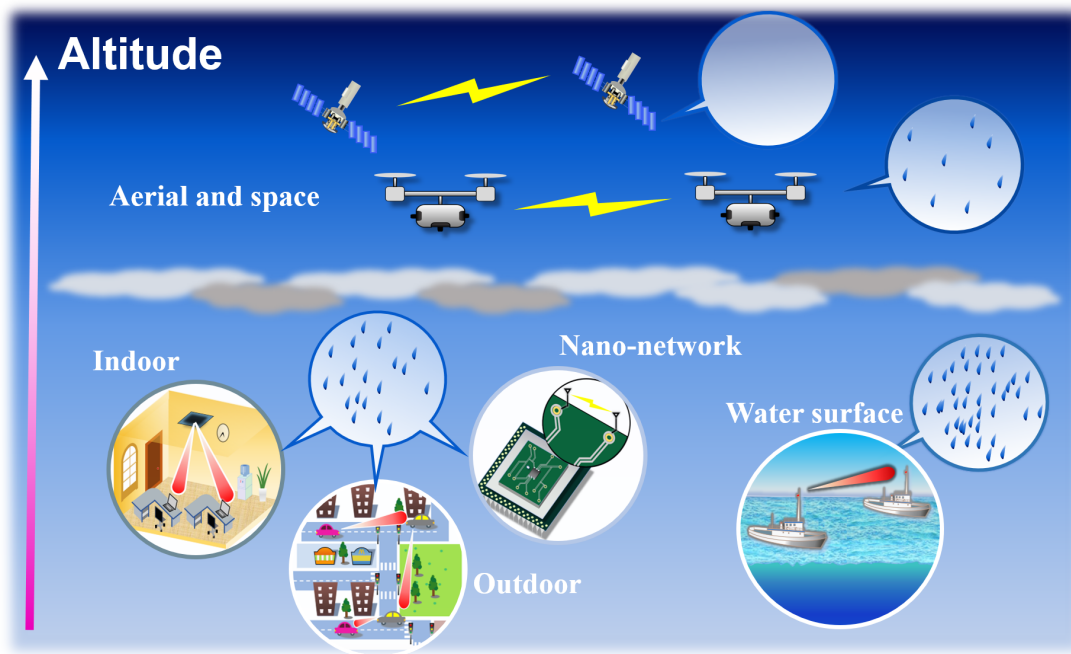 Altitude
Aerial and space
Indoor
Nano-network
Water surface
Outdoor